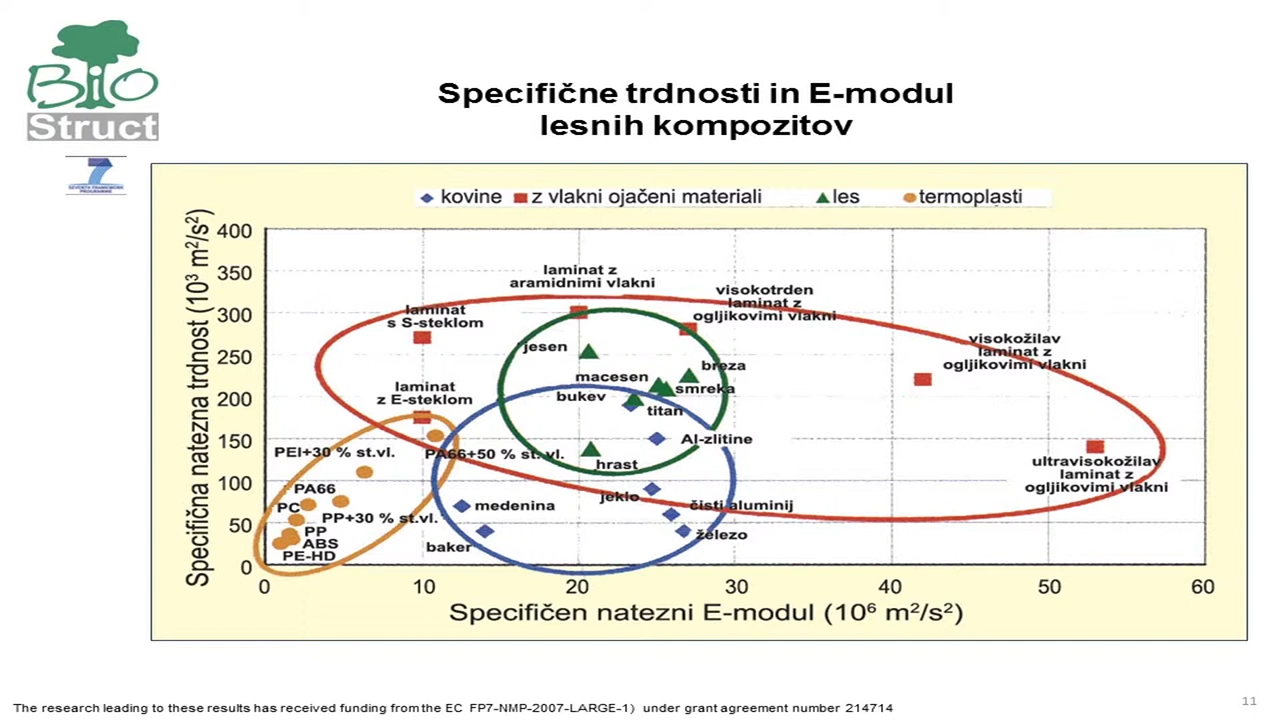 BiO
Struct
7
SEVENTH FRAMEWORK
PROGRAMME
Specifične trdnosti in E-modul
lesnih kompozitov
kovine
z vlakni ojačeni materiali
les
termoplasti
Specifična natezna trdnost (10³ m²/s²)
400
350
300
250
200
150
100
50
0
laminat z
aramidnimi vlakni
visokotrden
laminat z
ogljikovimi vlakni
laminat
s S-steklom
visokožilav
laminat z
ogljikovimi vlakni
jesen
breza
macesen
smreka
laminat
z E-steklom
bukev
titan
Al-zlitine
PEI+30 % st.vl.
PA66+50 % st.vl.
hrast
ultravisokožilav
laminat z
ogljikovimi vlakni
PA66
jeklo
PC
medenina
čisti aluminij
PP+30 % st.vl.
PP
železo
ABS
baker
PE-HD
0
10
20
30
40
50
60
Specifičen natezni E-modul (10⁶ m²/s²)
The research leading to these results has received funding from the EC FP7-NMP-2007-LARGE-1) under grant agreement number 214714
11